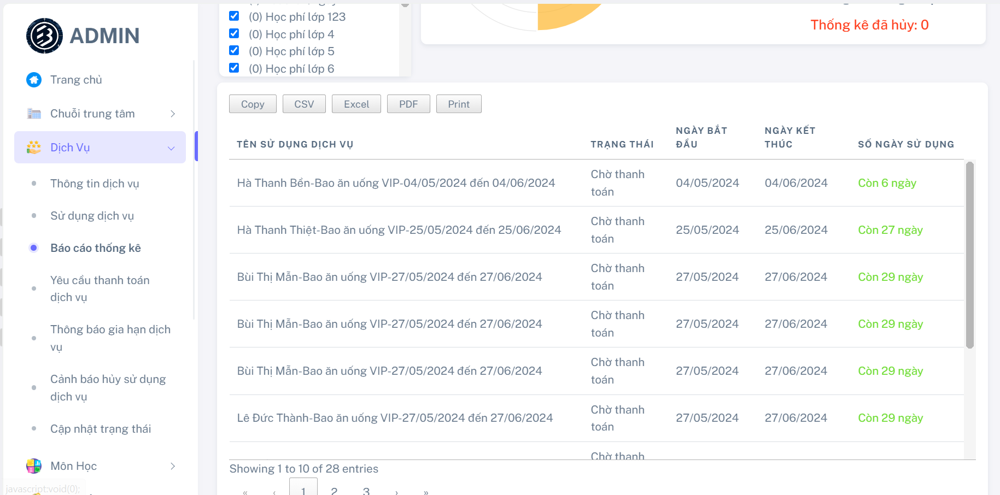 ADMIN
Trang chủ
Chuỗi trung tâm
Dịch Vụ
Thông tin dịch vụ
Sử dụng dịch vụ
Báo cáo thống kê
Yêu cầu thanh toán
dịch vụ
Thông báo gia hạn dịch
vụ
Cảnh báo hủy sử dụng
dịch vụ
Cập nhật trạng thái
Môn Học
javascript:void(0);
(0) Học phí lớp 123
(0) Học phí lớp 4
(0) Học phí lớp 5
(0) Học phí lớp 6
Thống kê đã hủy: 0
Copy CSV Excel PDF Print
TÊN SỬ DỤNG DỊCH VỤ TRẠNG THÁI NGÀY BẮT ĐẦU NGÀY KẾT THÚC SỐ NGÀY SỬ DỤNG
Hà Thanh Bền-Bao ăn uống VIP-04/05/2024 đến 04/06/2024 Chờ thanh toán 04/05/2024 04/06/2024 Còn 6 ngày
Hà Thanh Thiệt-Bao ăn uống VIP-25/05/2024 đến 25/06/2024 Chờ thanh toán 25/05/2024 25/06/2024 Còn 27 ngày
Bùi Thị Mẫn-Bao ăn uống VIP-27/05/2024 đến 27/06/2024 Chờ thanh toán 27/05/2024 27/06/2024 Còn 29 ngày
Bùi Thị Mẫn-Bao ăn uống VIP-27/05/2024 đến 27/06/2024 Chờ thanh toán 27/05/2024 27/06/2024 Còn 29 ngày
Bùi Thị Mẫn-Bao ăn uống VIP-27/05/2024 đến 27/06/2024 Chờ thanh toán 27/05/2024 27/06/2024 Còn 29 ngày
Lê Đức Thành-Bao ăn uống VIP-27/05/2024 đến 27/06/2024 Chờ thanh toán 27/05/2024 27/06/2024 Còn 29 ngày
Chờ thanh
Showing 1 to 10 of 28 entries
« ‹ 1 2 3 › »